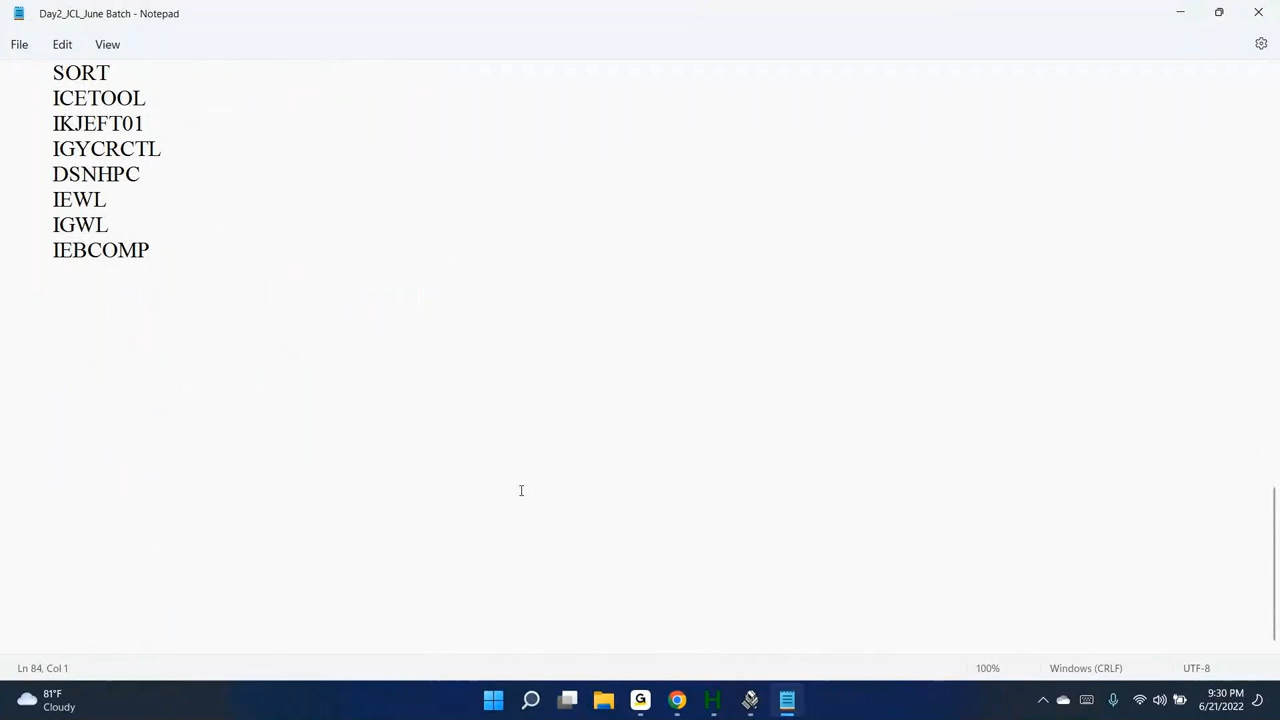 Day2_JCL_June Batch - Notepad
File Edit View
SORT
ICETOOL
IKJEFT01
IGYCRCTL
DSNHPC
IEWL
IGWL
IEBCOMP
Ln 84, Col 1 100% Windows (CRLF) UTF-8
81°F
Cloudy
9:30 PM
6/21/2022